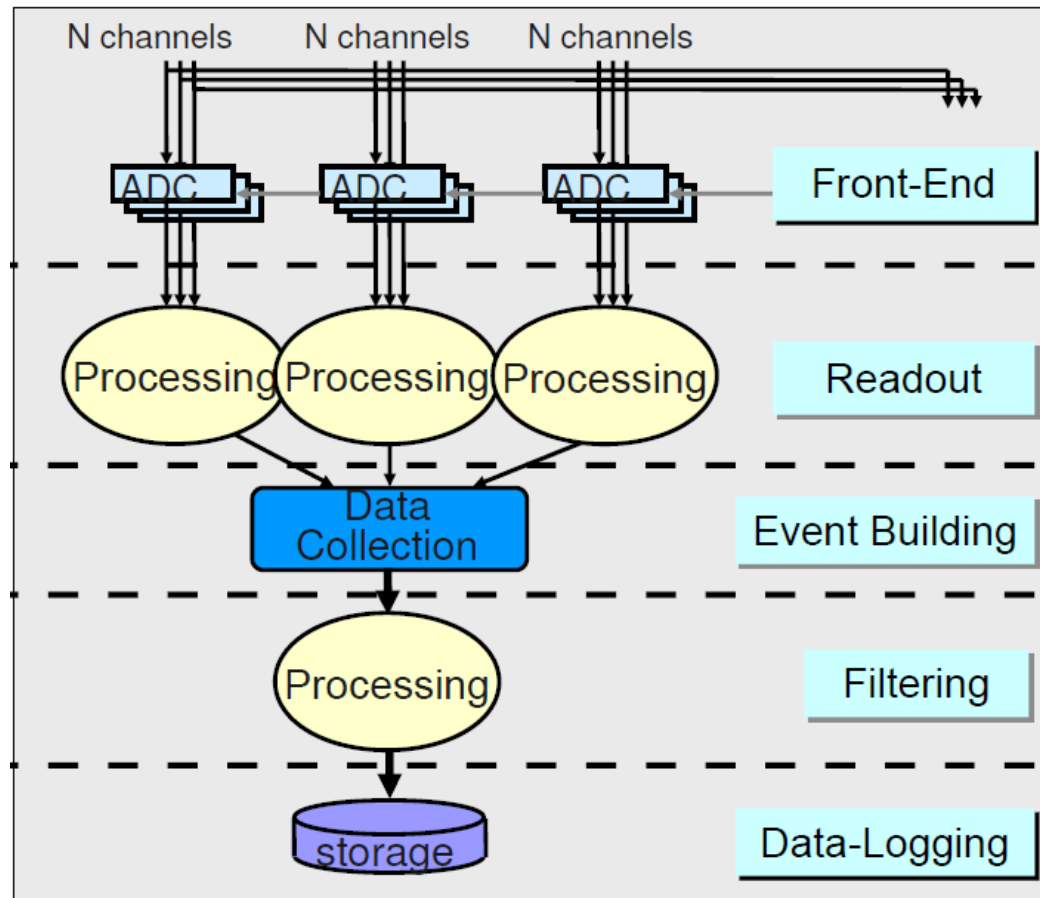 N channels N channels N channels
ADC ADC ADC
Front-End
Processing Processing Processing
Readout
Data
Collection
Event Building
Processing
Filtering
storage
Data-Logging